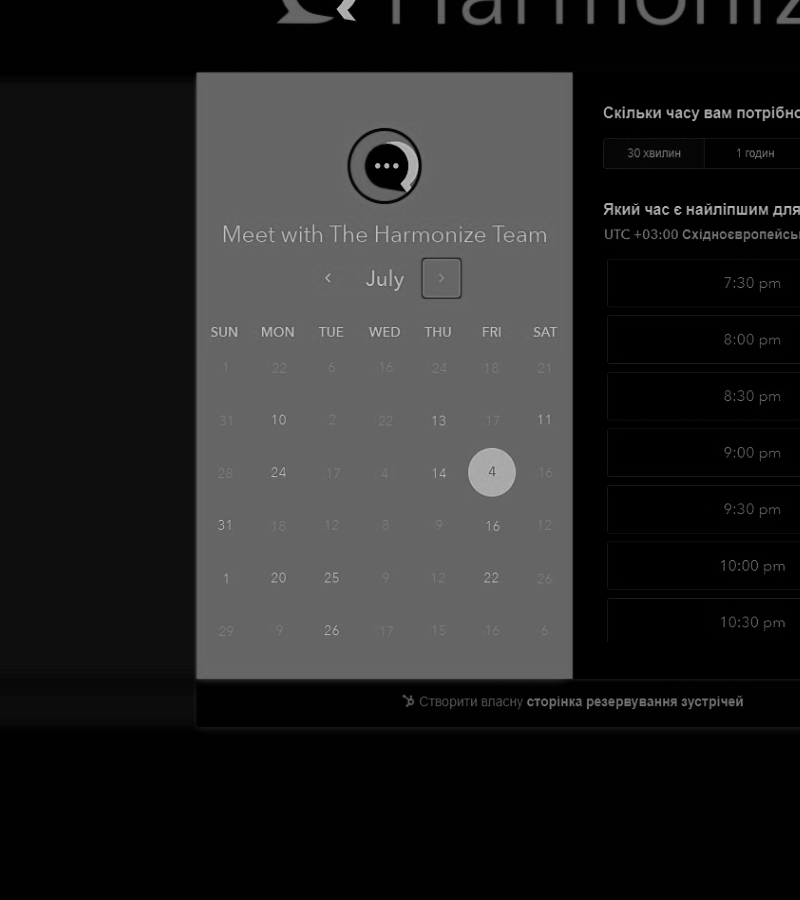 Harmoniz
Meet with The Harmonize Team
July
SUN MON TUE WED THU FRI SAT
1 22 6 16 24 18 21
31 10 2 22 13 17 11
28 24 17 4 14 4 16
31 18 12 8 9 16 12
1 20 25 9 12 22 26
29 9 26 17 15 16 6
Скільки часу вам потрібно
30 хвилин 1 годин
Який час є найліпшим для
UTC +03:00 Східноєвропейсь
7:30 pm
8:00 pm
8:30 pm
9:00 pm
9:30 pm
10:00 pm
10:30 pm
Створити власну сторінка резервування зустрічей